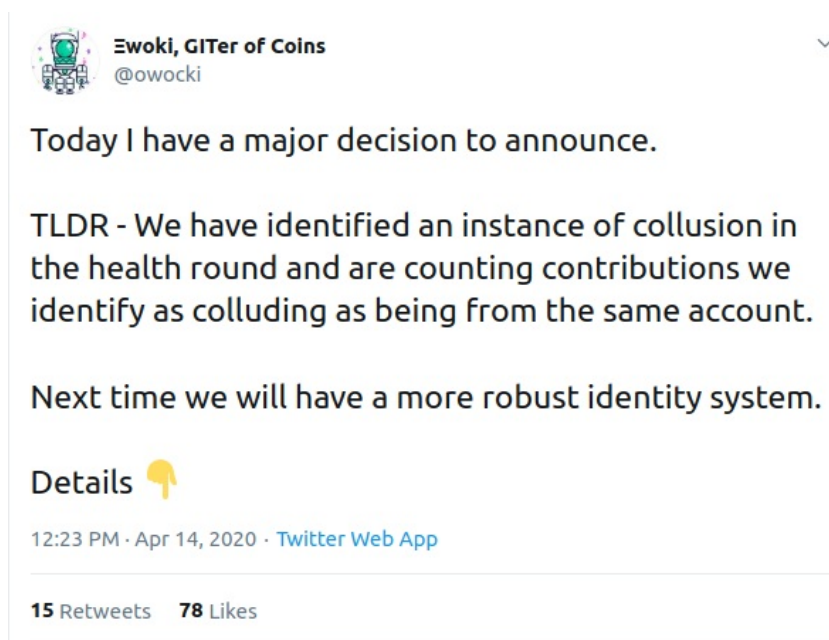 Ξwoki, GITer of Coins
@owocki
Today I have a major decision to announce.
TLDR - We have identified an instance of collusion in
the health round and are counting contributions we
identify as colluding as being from the same account.
Next time we will have a more robust identity system.
Details 👇
12:23 PM · Apr 14, 2020 · Twitter Web App
15 Retweets 78 Likes